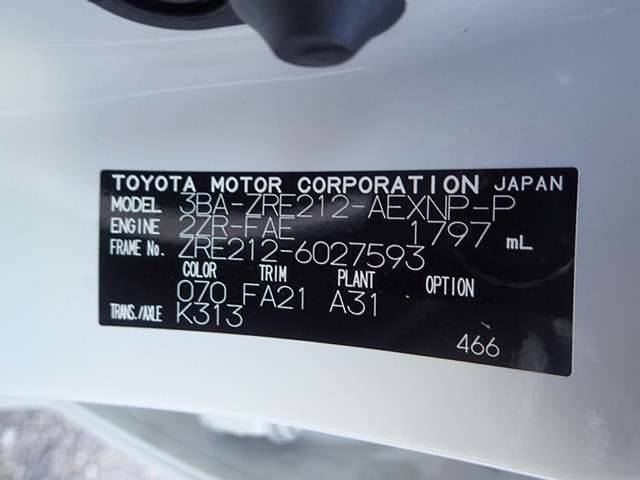 TOYOTA MOTOR CORPORATION JAPAN
MODEL 3BA-ZRE212-AEXNP-P
ENGINE 2ZR-FAE 1797 mL
FRAME No. ZRE212-6027593
COLOR TRIM PLANT OPTION
070 FA21 A31
TRANS./AXLE K313
466